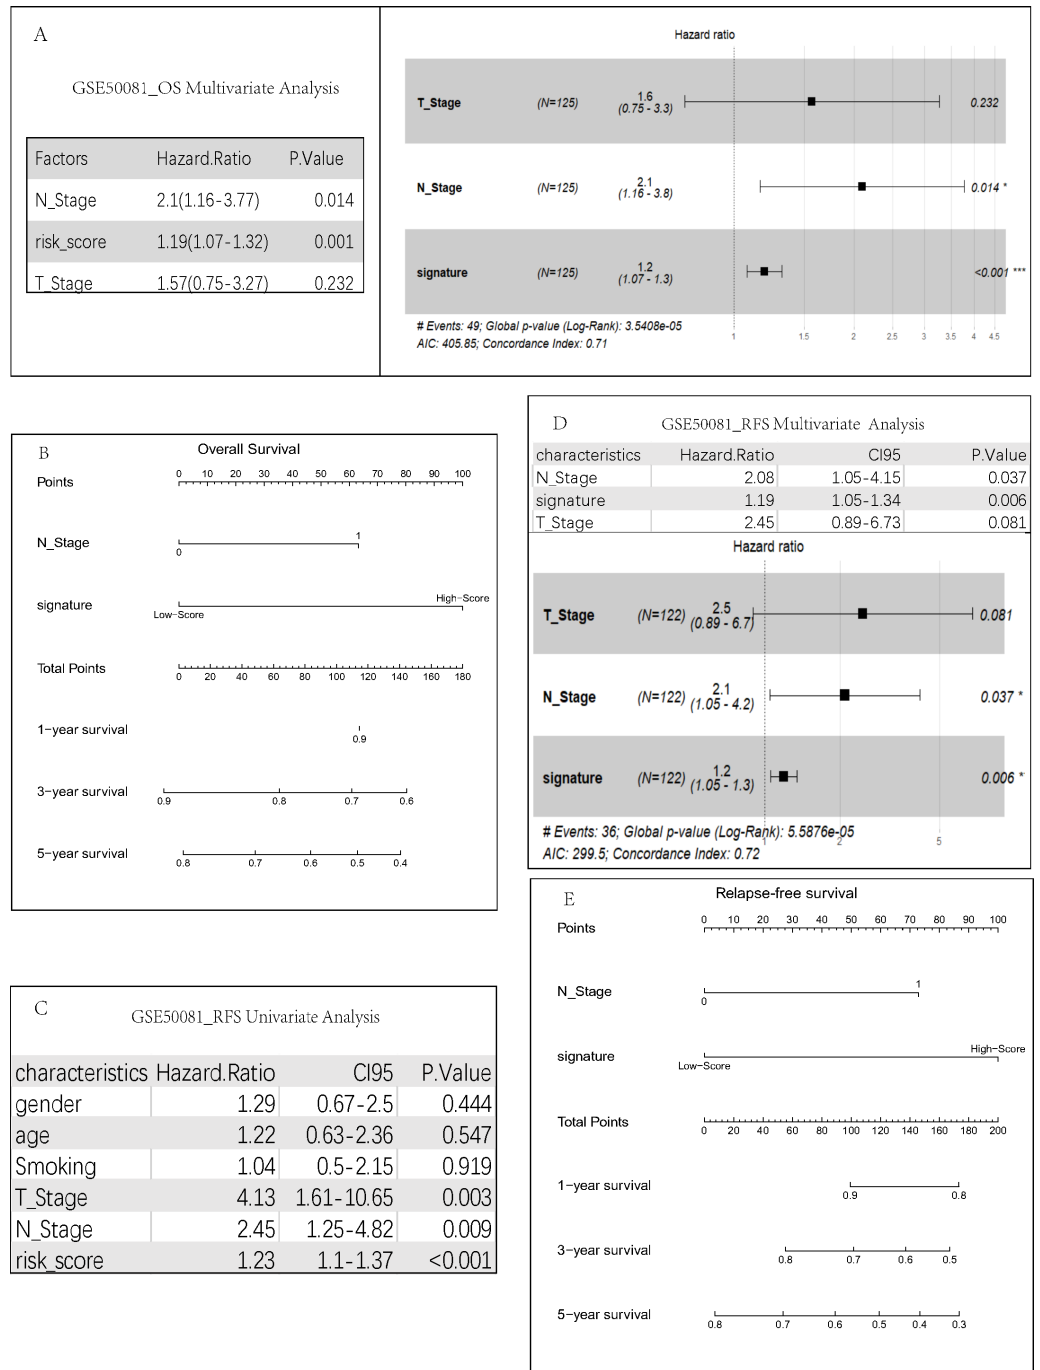 A
GSE50081_OS Multivariate Analysis
Factors Hazard.Ratio P.Value
N_Stage 2.1(1.16-3.77) 0.014
risk_score 1.19(1.07-1.32) 0.001
T_Stage 1.57(0.75-3.27) 0.232
Hazard ratio
T_Stage (N=125) 1.6 (0.75 - 3.3) 0.232
N_Stage (N=125) 2.1 (1.16 - 3.8) 0.014 *
signature (N=125) 1.2 (1.07 - 1.3) <0.001 ***
# Events: 49; Global p-value (Log-Rank): 3.5408e-05
AIC: 405.85; Concordance Index: 0.71
1 1.5 2 2.5 3 3.5 4 4.5
B
Overall Survival
Points 0 10 20 30 40 50 60 70 80 90 100
N_Stage 0 1
signature Low-Score High-Score
Total Points 0 20 40 60 80 100 120 140 160 180
1-year survival 0.9
3-year survival 0.9 0.8 0.7 0.6
5-year survival 0.8 0.7 0.6 0.5 0.4
C
GSE50081_RFS Univariate Analysis
characteristics Hazard.Ratio CI95 P.Value
gender 1.29 0.67-2.5 0.444
age 1.22 0.63-2.36 0.547
Smoking 1.04 0.5-2.15 0.919
T_Stage 4.13 1.61-10.65 0.003
N_Stage 2.45 1.25-4.82 0.009
risk_score 1.23 1.1-1.37 <0.001
D
GSE50081_RFS Multivariate Analysis
characteristics Hazard.Ratio CI95 P.Value
N_Stage 2.08 1.05-4.15 0.037
signature 1.19 1.05-1.34 0.006
T_Stage 2.45 0.89-6.73 0.081
Hazard ratio
T_Stage (N=122) 2.5 (0.89 - 6.7) 0.081
N_Stage (N=122) 2.1 (1.05 - 4.2) 0.037 *
signature (N=122) 1.2 (1.05 - 1.3) 0.006 *
# Events: 36; Global p-value (Log-Rank): 5.5876e-05
AIC: 299.5; Concordance Index: 0.72
1 2 5
E
Relapse-free survival
Points 0 10 20 30 40 50 60 70 80 90 100
N_Stage 0 1
signature Low-Score High-Score
Total Points 0 20 40 60 80 100 120 140 160 180 200
1-year survival 0.9 0.8
3-year survival 0.8 0.7 0.6 0.5
5-year survival 0.8 0.7 0.6 0.5 0.4 0.3